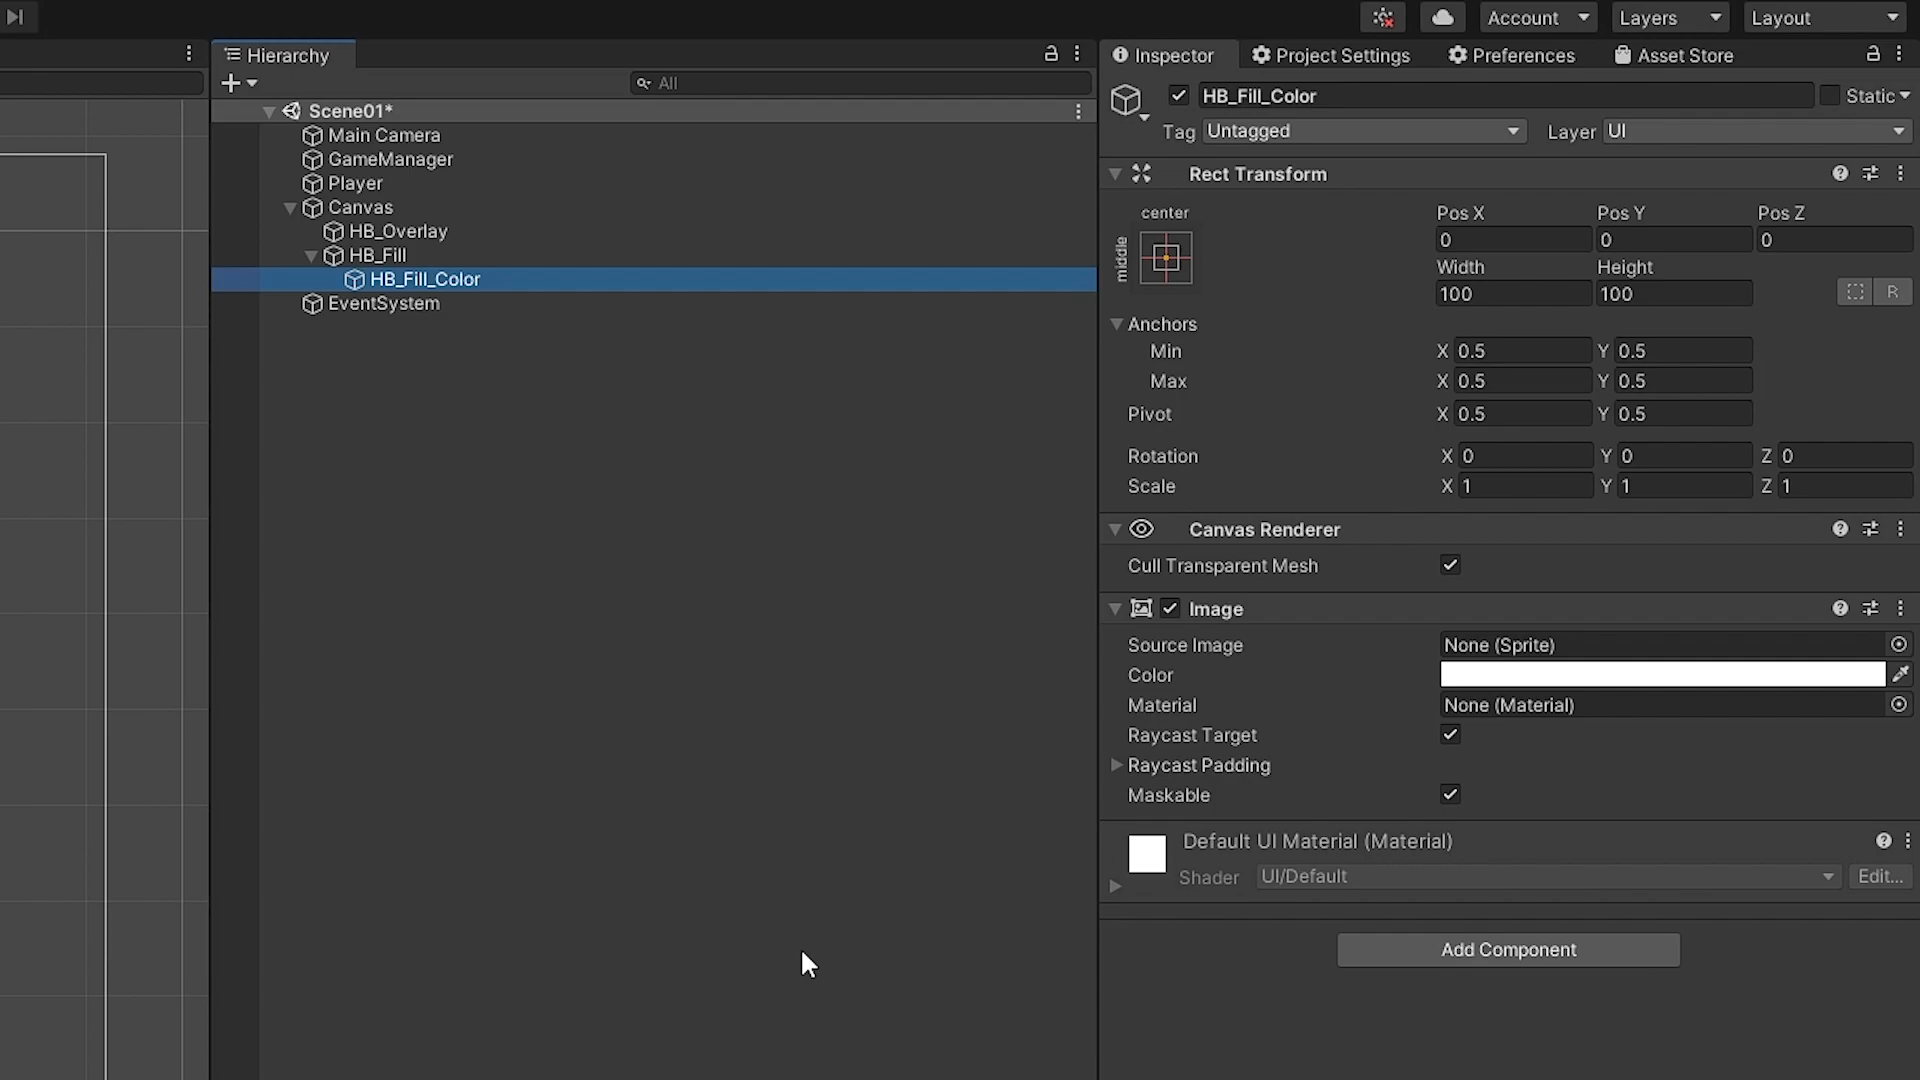 Account
Layers
Layout
Hierarchy
Inspector
Project Settings
Preferences
Asset Store
All
HB_Fill_Color
Static
Tag Untagged
Layer UI
Scene01*
Main Camera
GameManager
Player
Canvas
HB_Overlay
HB_Fill
HB_Fill_Color
EventSystem
Rect Transform
center
middle
Pos X Pos Y Pos Z
0 0 0
Width Height
100 100
R
Anchors
Min X 0.5 Y 0.5
Max X 0.5 Y 0.5
Pivot X 0.5 Y 0.5
Rotation X 0 Y 0 Z 0
Scale X 1 Y 1 Z 1
Canvas Renderer
Cull Transparent Mesh
Image
Source Image None (Sprite)
Color
Material None (Material)
Raycast Target
Raycast Padding
Maskable
Default UI Material (Material)
Shader UI/Default Edit...
Add Component